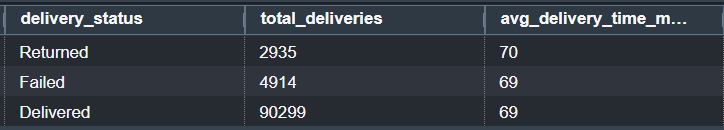 delivery_status total_deliveries avg_delivery_time_m...
Returned 2935 70
Failed 4914 69
Delivered 90299 69